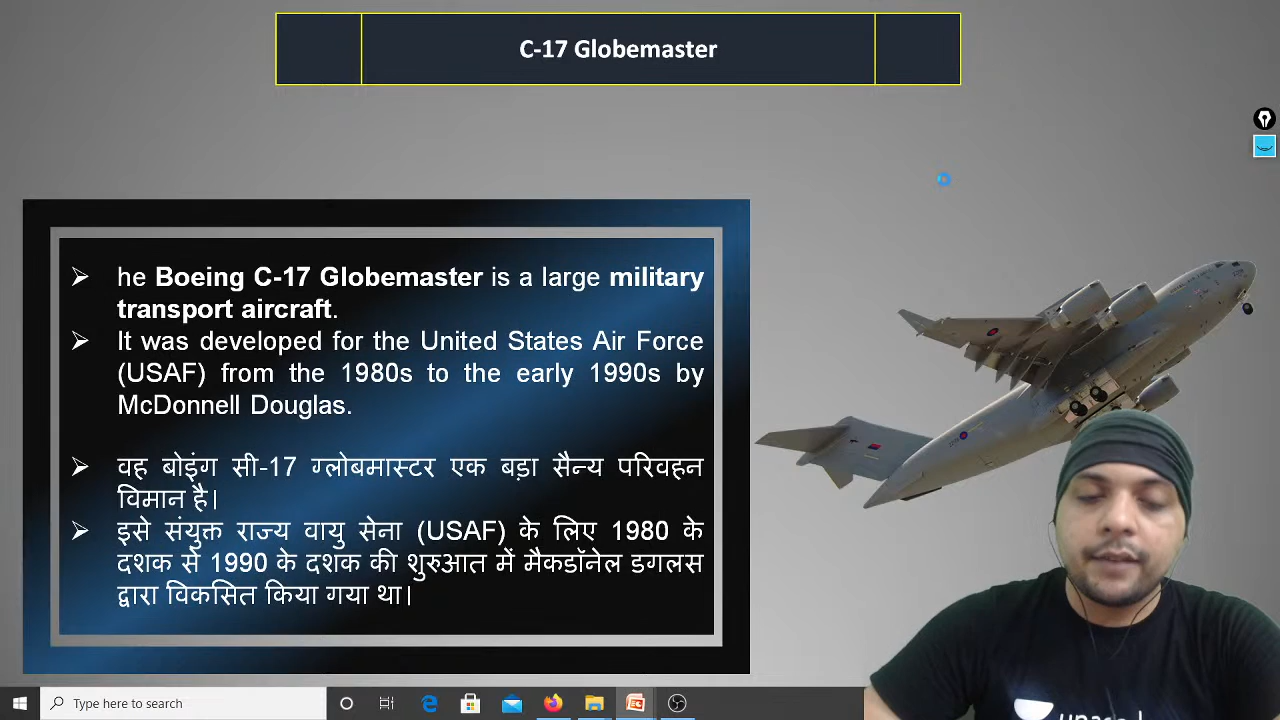 C-17 Globemaster
he Boeing C-17 Globemaster is a large military
transport aircraft.
It was developed for the United States Air Force
(USAF) from the 1980s to the early 1990s by
McDonnell Douglas.
वह बोइंग सी-17 ग्लोबमास्टर एक बड़ा सैन्य परिवहन
विमान है।
इसे संयुक्त राज्य वायु सेना (USAF) के लिए 1980 के
दशक से 1990 के दशक की शुरुआत में मैकडॉनेल डगलस
द्वारा विकसित किया गया था।
Type here to search